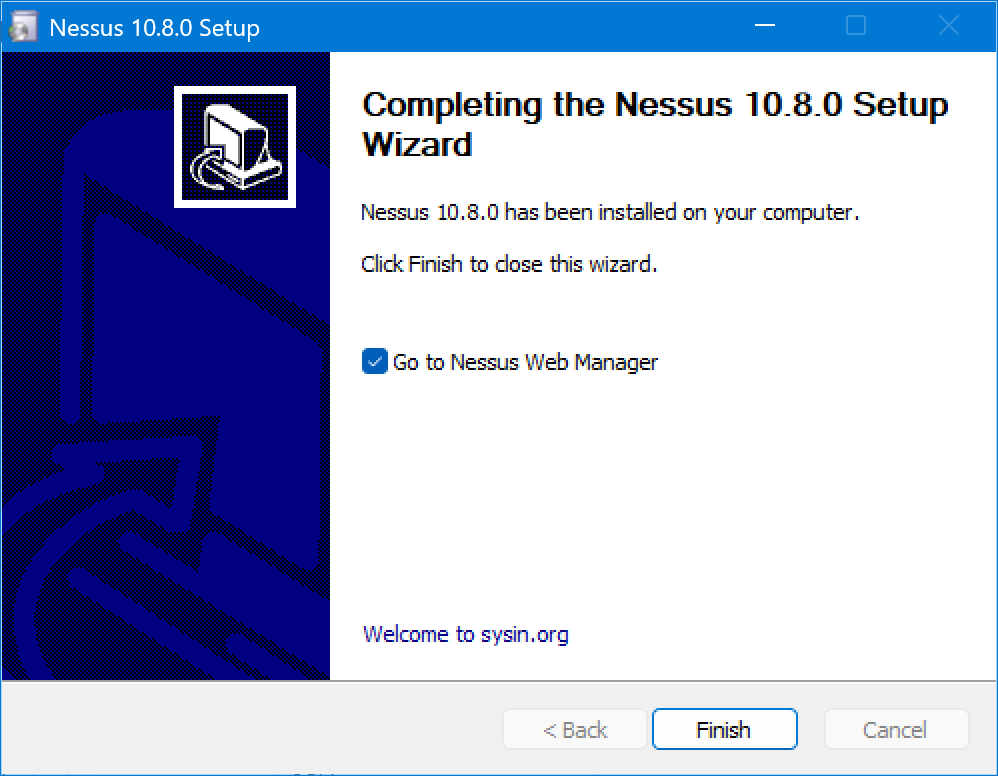 Nessus 10.8.0 Setup
Completing the Nessus 10.8.0 Setup
Wizard
Nessus 10.8.0 has been installed on your computer.
Click Finish to close this wizard.
Go to Nessus Web Manager
Welcome to sysin.org
< Back
Finish
Cancel